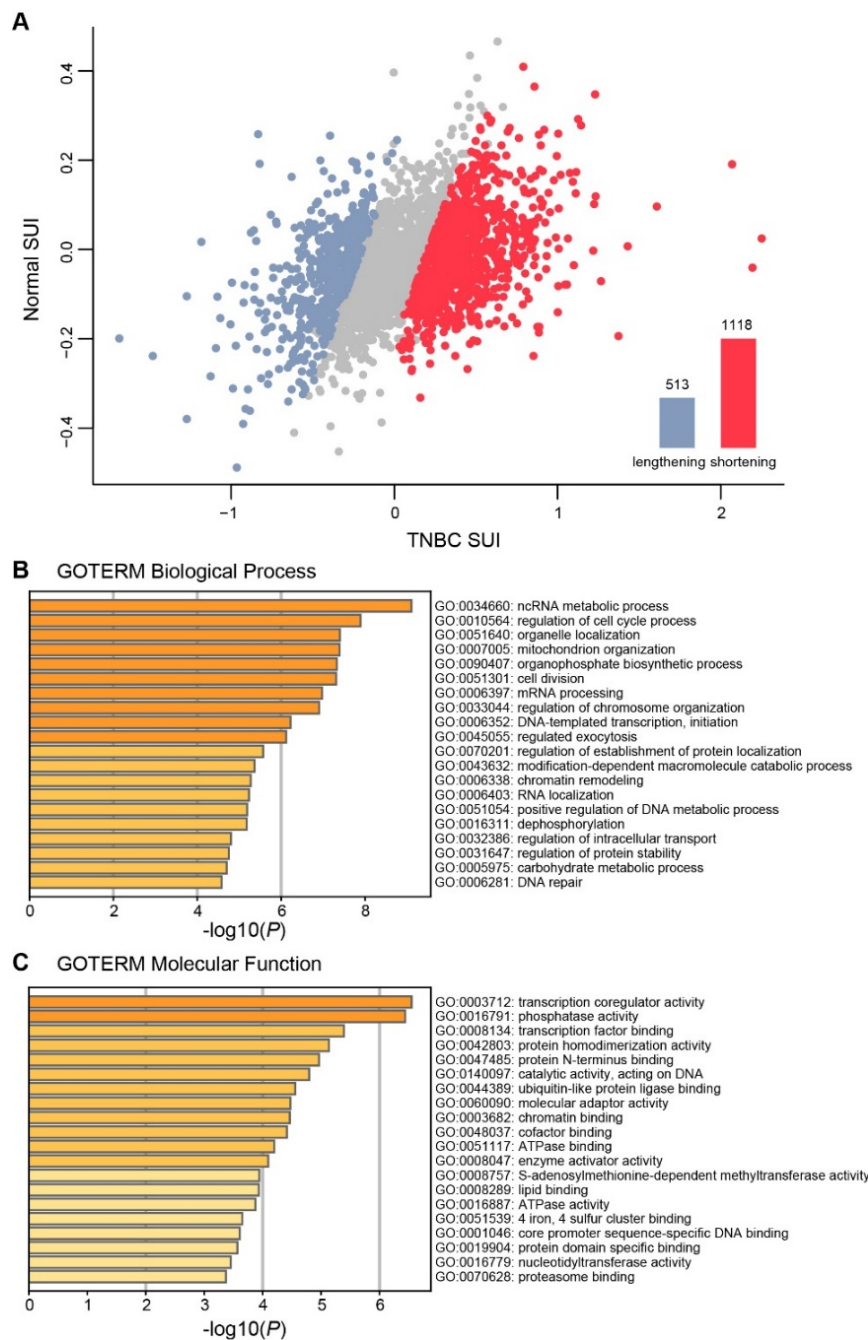 A
Normal SUI
0.4
0.2
0.0
−0.2
−0.4
1118
513
lengthening shortening
−1 0 1 2
TNBC SUI
B GOTERM Biological Process
GO:0034660: ncRNA metabolic process
GO:0010564: regulation of cell cycle process
GO:0051640: organelle localization
GO:0007005: mitochondrion organization
GO:0090407: organophosphate biosynthetic process
GO:0051301: cell division
GO:0006397: mRNA processing
GO:0033044: regulation of chromosome organization
GO:0006352: DNA-templated transcription, initiation
GO:0045055: regulated exocytosis
GO:0070201: regulation of establishment of protein localization
GO:0043632: modification-dependent macromolecule catabolic process
GO:0006338: chromatin remodeling
GO:0006403: RNA localization
GO:0051054: positive regulation of DNA metabolic process
GO:0016311: dephosphorylation
GO:0032386: regulation of intracellular transport
GO:0031647: regulation of protein stability
GO:0005975: carbohydrate metabolic process
GO:0006281: DNA repair
0 2 4 6 8
-log10(P)
C GOTERM Molecular Function
GO:0003712: transcription coregulator activity
GO:0016791: phosphatase activity
GO:0008134: transcription factor binding
GO:0042803: protein homodimerization activity
GO:0047485: protein N-terminus binding
GO:0140097: catalytic activity, acting on DNA
GO:0044389: ubiquitin-like protein ligase binding
GO:0060090: molecular adaptor activity
GO:0003682: chromatin binding
GO:0048037: cofactor binding
GO:0051117: ATPase binding
GO:0008047: enzyme activator activity
GO:0008757: S-adenosylmethionine-dependent methyltransferase activity
GO:0008289: lipid binding
GO:0016887: ATPase activity
GO:0051539: 4 iron, 4 sulfur cluster binding
GO:0001046: core promoter sequence-specific DNA binding
GO:0019904: protein domain specific binding
GO:0016779: nucleotidyltransferase activity
GO:0070628: proteasome binding
0 1 2 3 4 5 6
-log10(P)